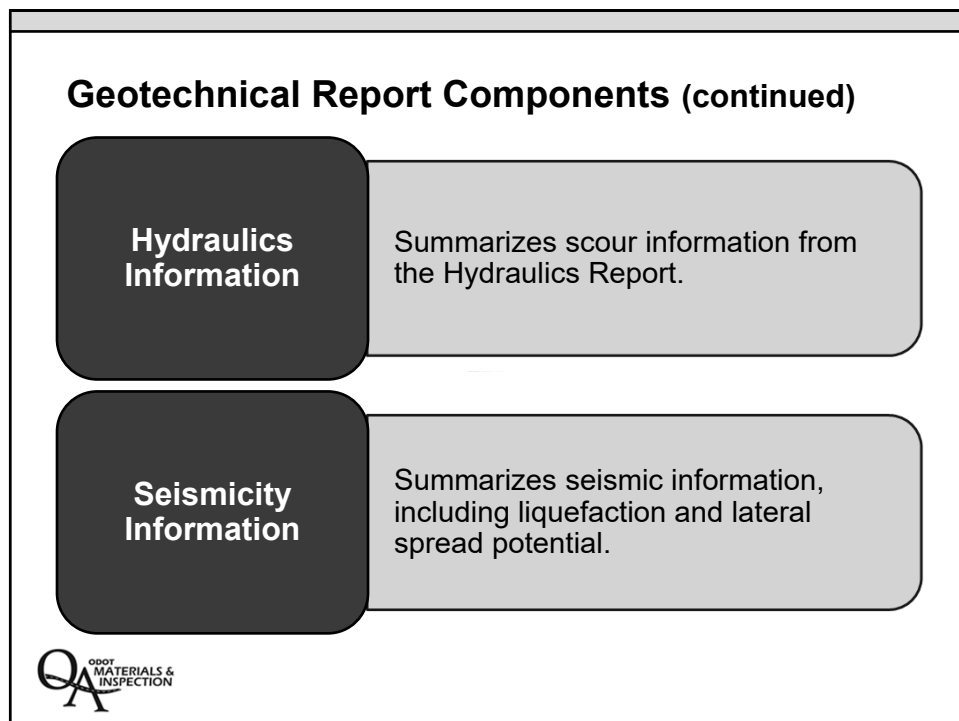 Geotechnical Report Components (continued)
Hydraulics
Information
Summarizes scour information from
the Hydraulics Report.
Seismicity
Information
Summarizes seismic information,
including liquefaction and lateral
spread potential.
QA
ODOT
MATERIALS &
INSPECTION